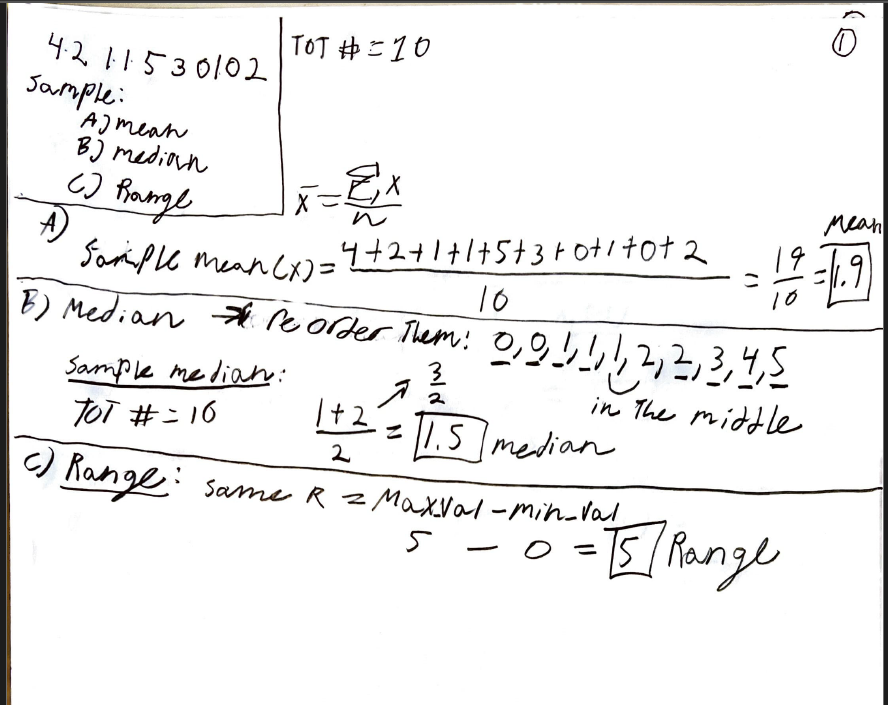 ①
4 2 1 1 5 3 0 1 0 2
TOT # = 10
Sample:
A) mean
B) median
C) Range
x̄ = Σx / n
A)
Sample mean (x) = 4+2+1+1+5+3+0+1+0+2 / 10 = 19/10 = 1.9
Mean
B) Median → reorder Them: 0,0,1,1,1,2,2,3,4,5
in The middle
Sample median:
TOT # = 10
1+2 / 2 = 1.5 median
3/2
C) Range: same R = Max_Val - min_Val
5 - 0 = 5 Range